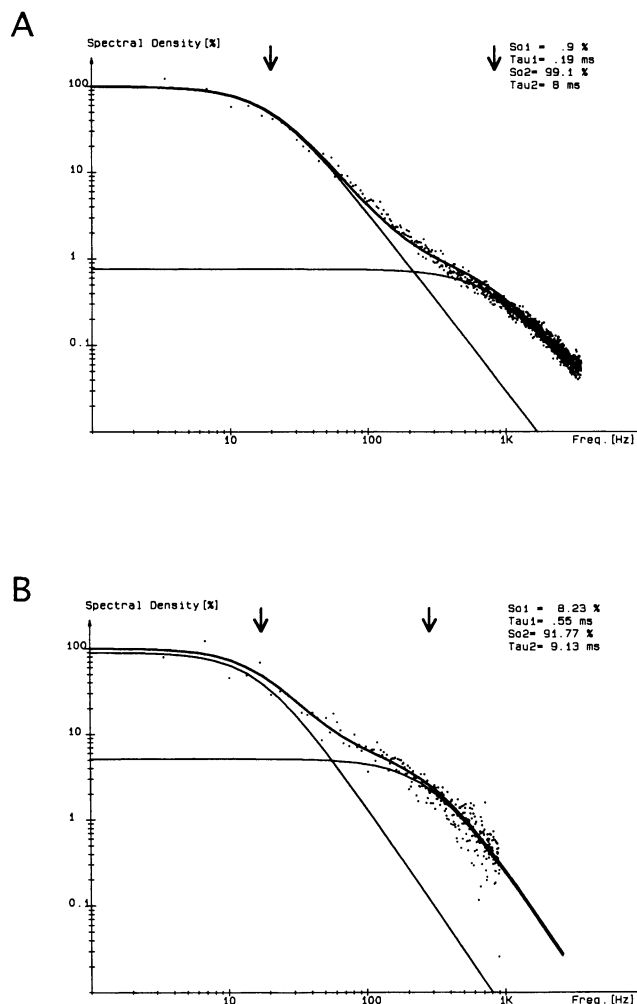 A
Spectral Density [%]
So1 = .9 %
Tau1= .19 ms
So2= 99.1 %
Tau2= 8 ms
100
10
1
0.1
10
100
1K
Freq. [Hz]
B
Spectral Density [%]
So1 = 8.23 %
Tau1= .55 ms
So2= 91.77 %
Tau2= 9.13 ms
100
10
1
0.1
10
100
1K
Freq. [Hz]